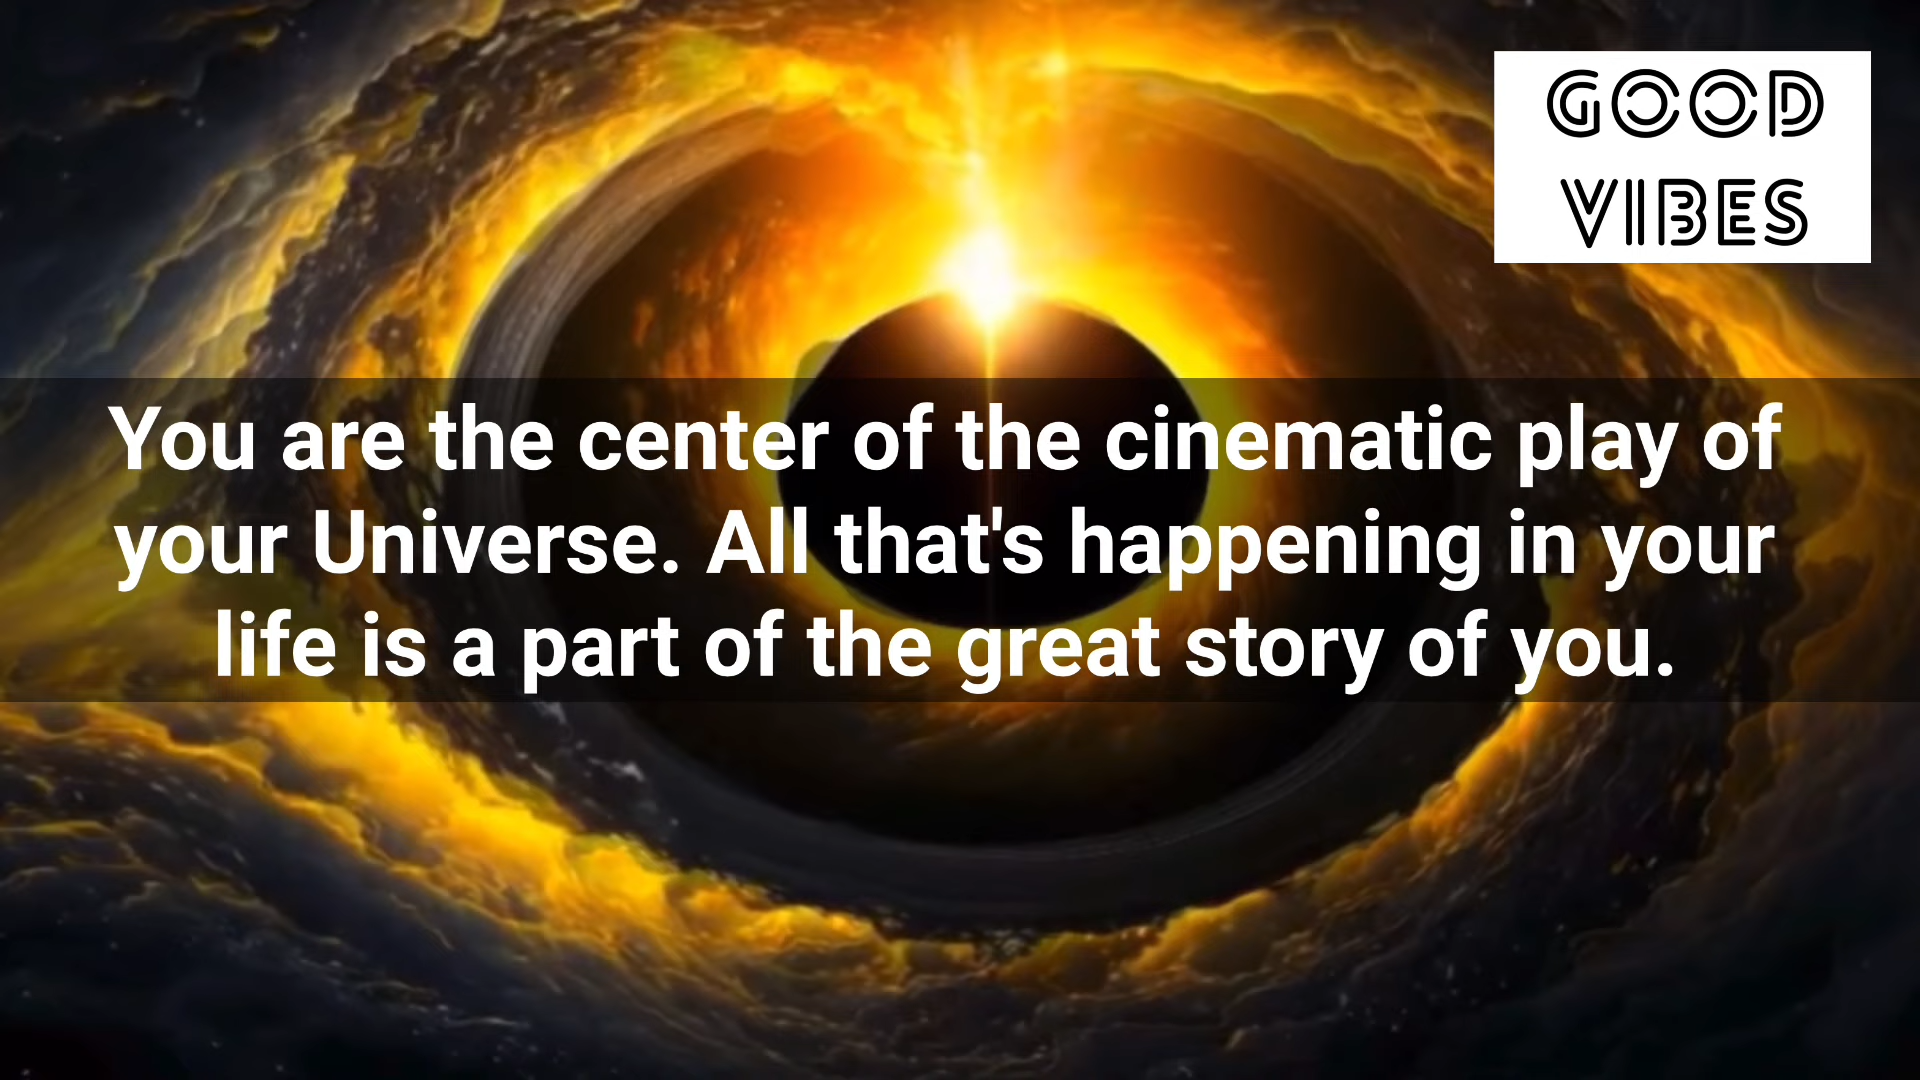 GOOD
VIBES
You are the center of the cinematic play of
your Universe. All that's happening in your
life is a part of the great story of you.